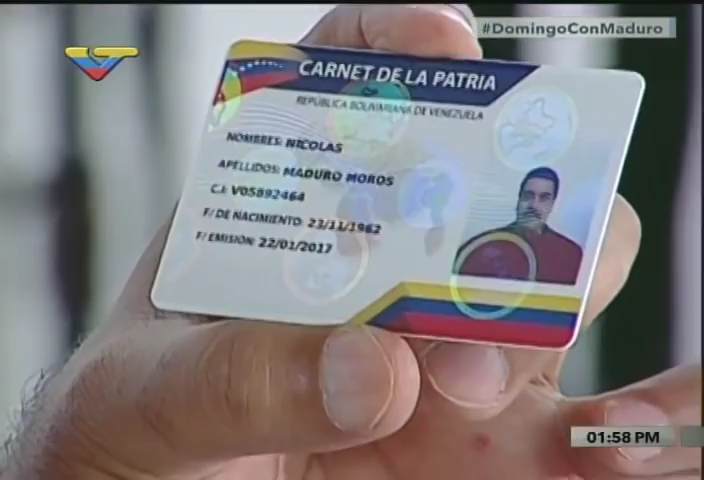 #DomingoConMaduro
CARNET DE LA PATRIA
REPÚBLICA BOLIVARIANA DE VENEZUELA
NOMBRES: NICOLAS
APELLIDOS: MADURO MOROS
C.I: V05892464
F/ DE NACIMIENTO: 23/11/1962
F/ EMISIÓN: 22/01/2017
01:58 PM